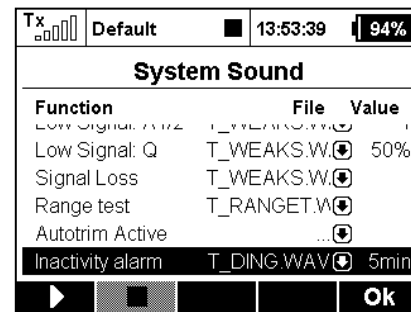 Tx Default 13:53:39 94%
System Sound
Function File Value
Low Signal: Q T_WEAKS.W. 50%
Signal Loss T_WEAKS.W.
Range test T_RANGET.W
Autotrim Active ...
Inactivity alarm T_DING.WAV 5min
Ok